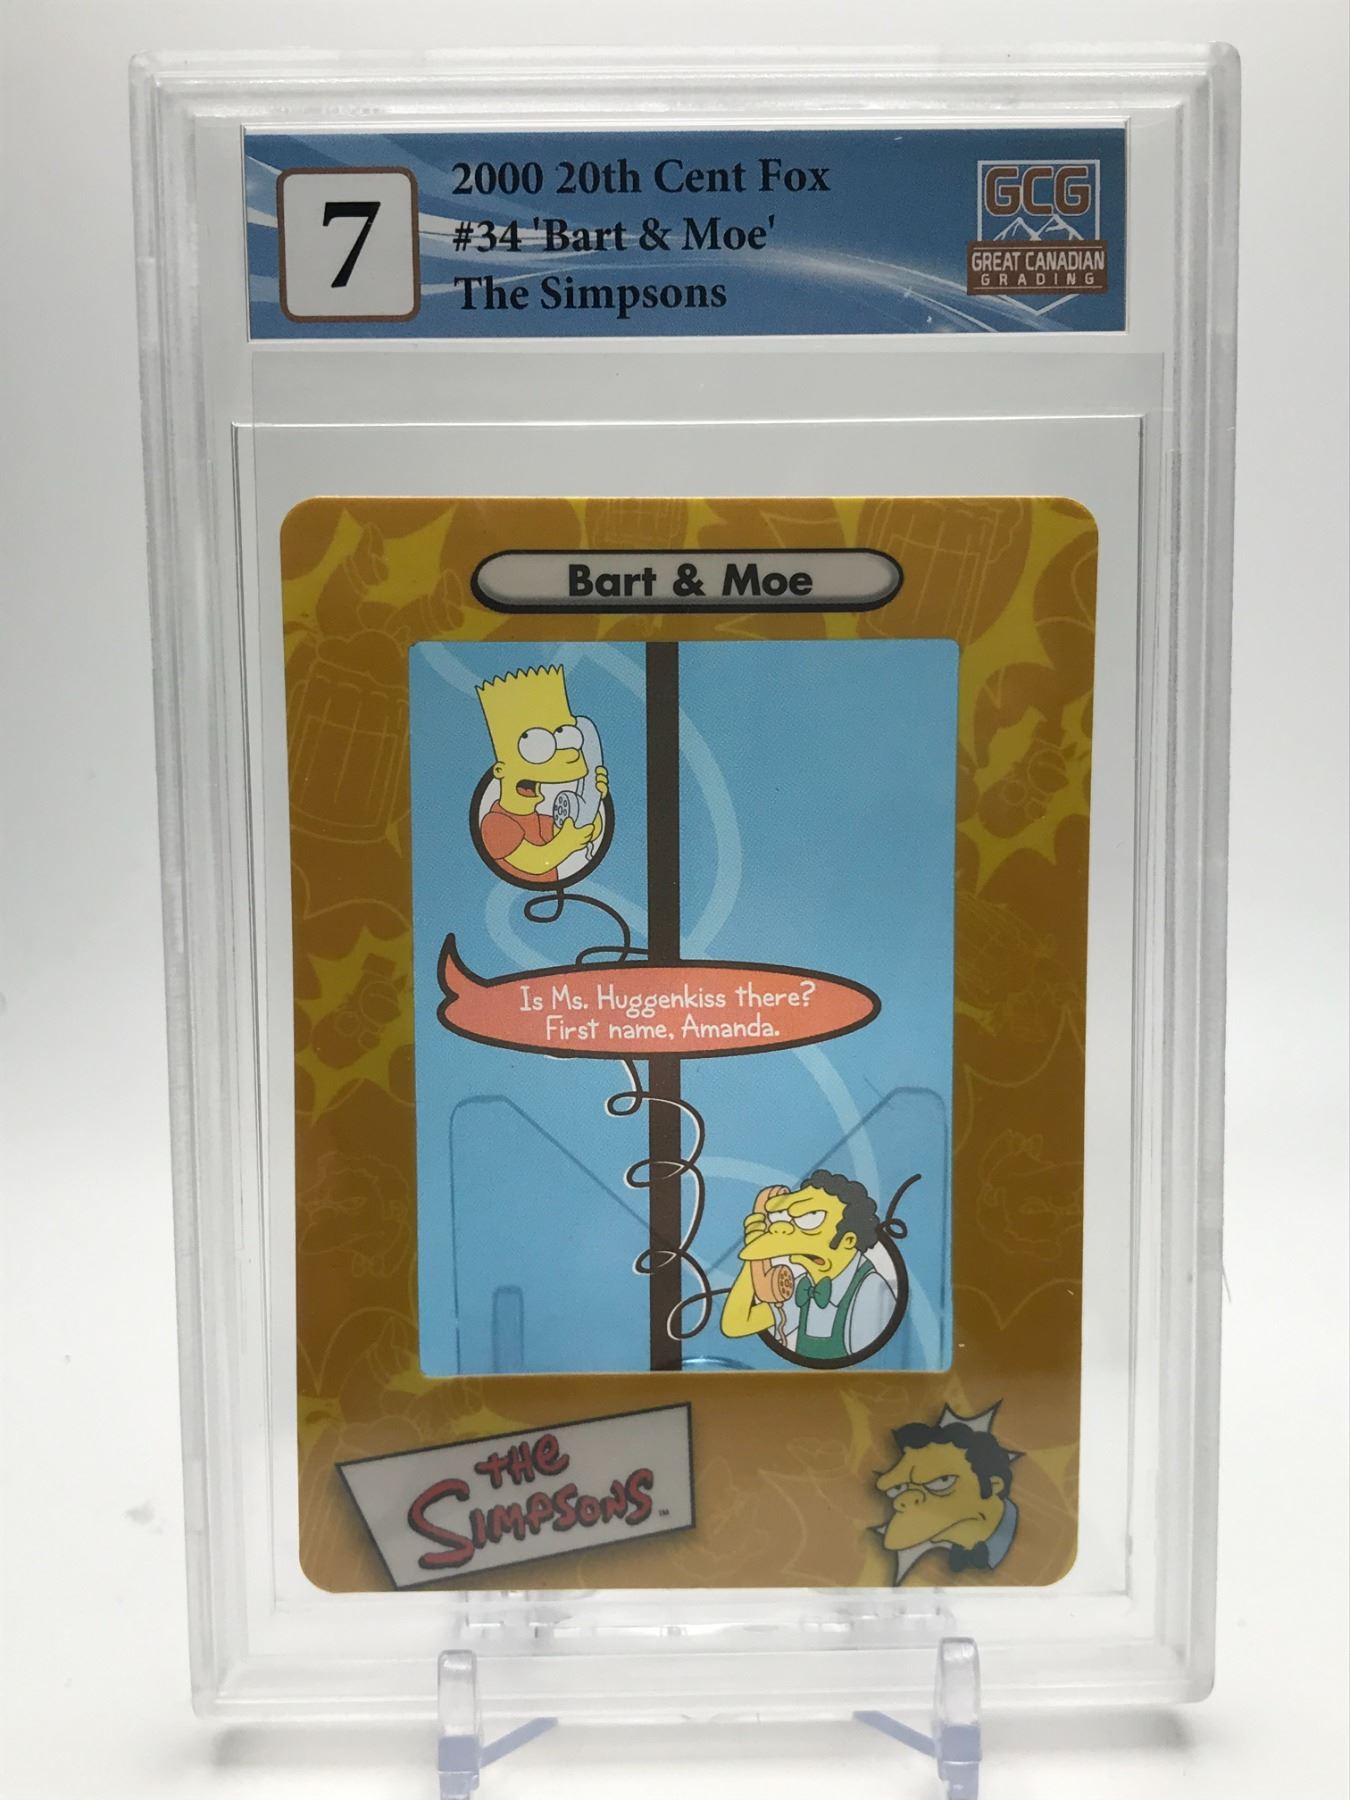 7
2000 20th Cent Fox
#34 'Bart & Moe'
The Simpsons
GCG
GREAT CANADIAN
GRADING
Bart & Moe
Is Ms. Huggenkiss there?
First name, Amanda.
THE
SIMPSONS™